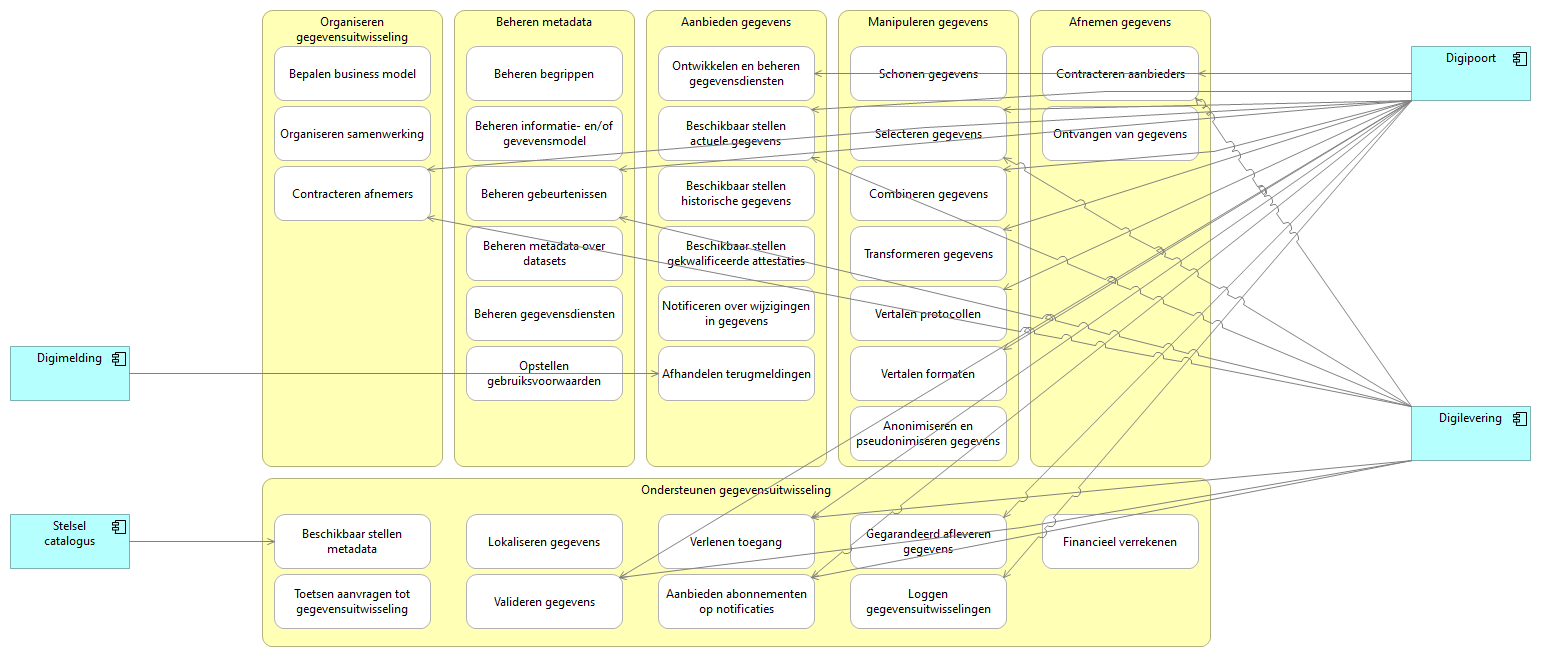 Organiseren
gegevensuitwisseling
Bepalen business model
Organiseren samenwerking
Contracteren afnemers
Beheren metadata
Beheren begrippen
Beheren informatie- en/of
gevevensmodel
Beheren gebeurtenissen
Beheren metadata over
datasets
Beheren gegevensdiensten
Opstellen
gebruiksvoorwaarden
Aanbieden gegevens
Ontwikkelen en beheren
gegevensdiensten
Beschikbaar stellen
actuele gegevens
Beschikbaar stellen
historische gegevens
Beschikbaar stellen
gekwalificeerde attestaties
Notificeren over wijzigingen
in gegevens
Afhandelen terugmeldingen
Manipuleren gegevens
Schonen gegevens
Selecteren gegevens
Combineren gegevens
Transformeren gegevens
Vertalen protocollen
Vertalen formaten
Anonimiseren en
pseudonimiseren gegevens
Afnemen gegevens
Contracteren aanbieders
Ontvangen van gegevens
Digipoort
Digimelding
Digilevering
Stelsel
catalogus
Ondersteunen gegevensuitwisseling
Beschikbaar stellen
metadata
Lokaliseren gegevens
Verlenen toegang
Gegarandeerd afleveren
gegevens
Financieel verrekenen
Toetsen aanvragen tot
gegevensuitwisseling
Valideren gegevens
Aanbieden abonnementen
op notificaties
Loggen
gegevensuitwisselingen